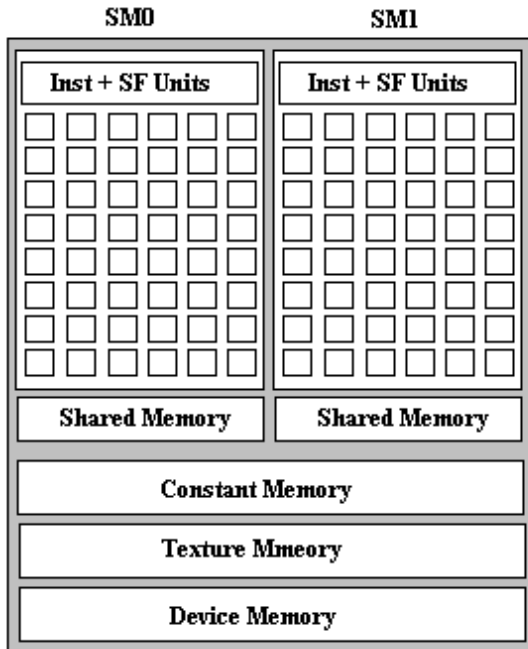 SM0 SM1
Inst + SF Units Inst + SF Units
Shared Memory Shared Memory
Constant Memory
Texture Mmeory
Device Memory